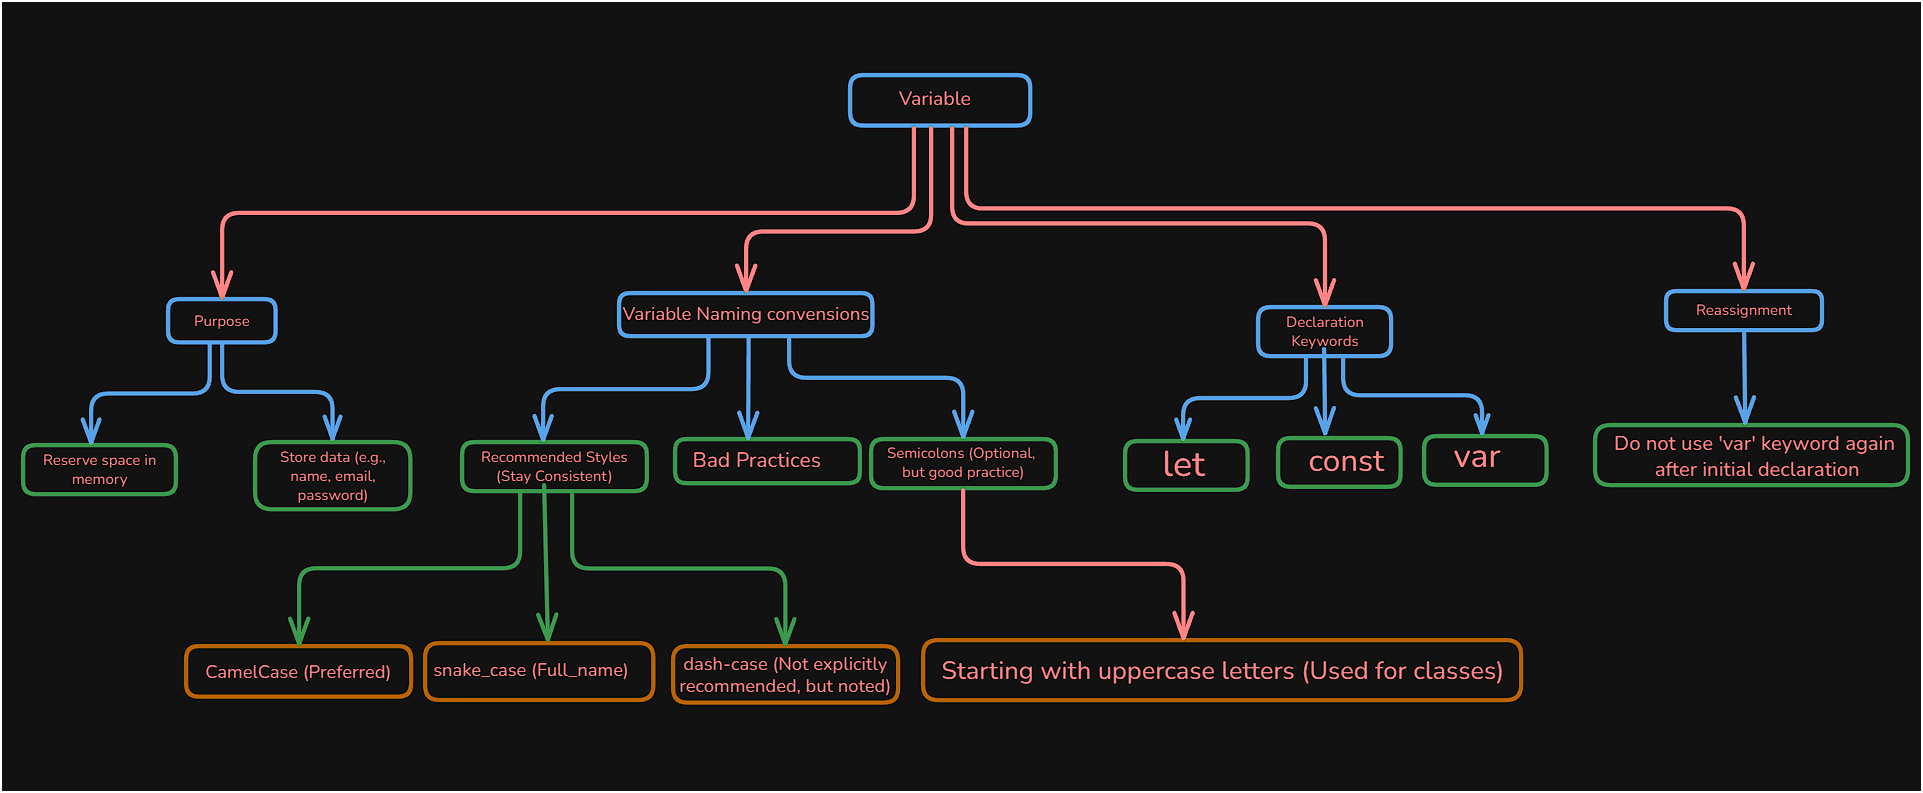 Variable
Purpose
Variable Naming convensions
Declaration
Keywords
Reassignment
Reserve space in
memory
Store data (e.g.,
name, email,
password)
Recommended Styles
(Stay Consistent)
Bad Practices
Semicolons (Optional,
but good practice)
let
const
var
Do not use 'var' keyword again
after initial declaration
CamelCase (Preferred)
snake_case (Full_name)
dash-case (Not explicitly
recommended, but noted)
Starting with uppercase letters (Used for classes)